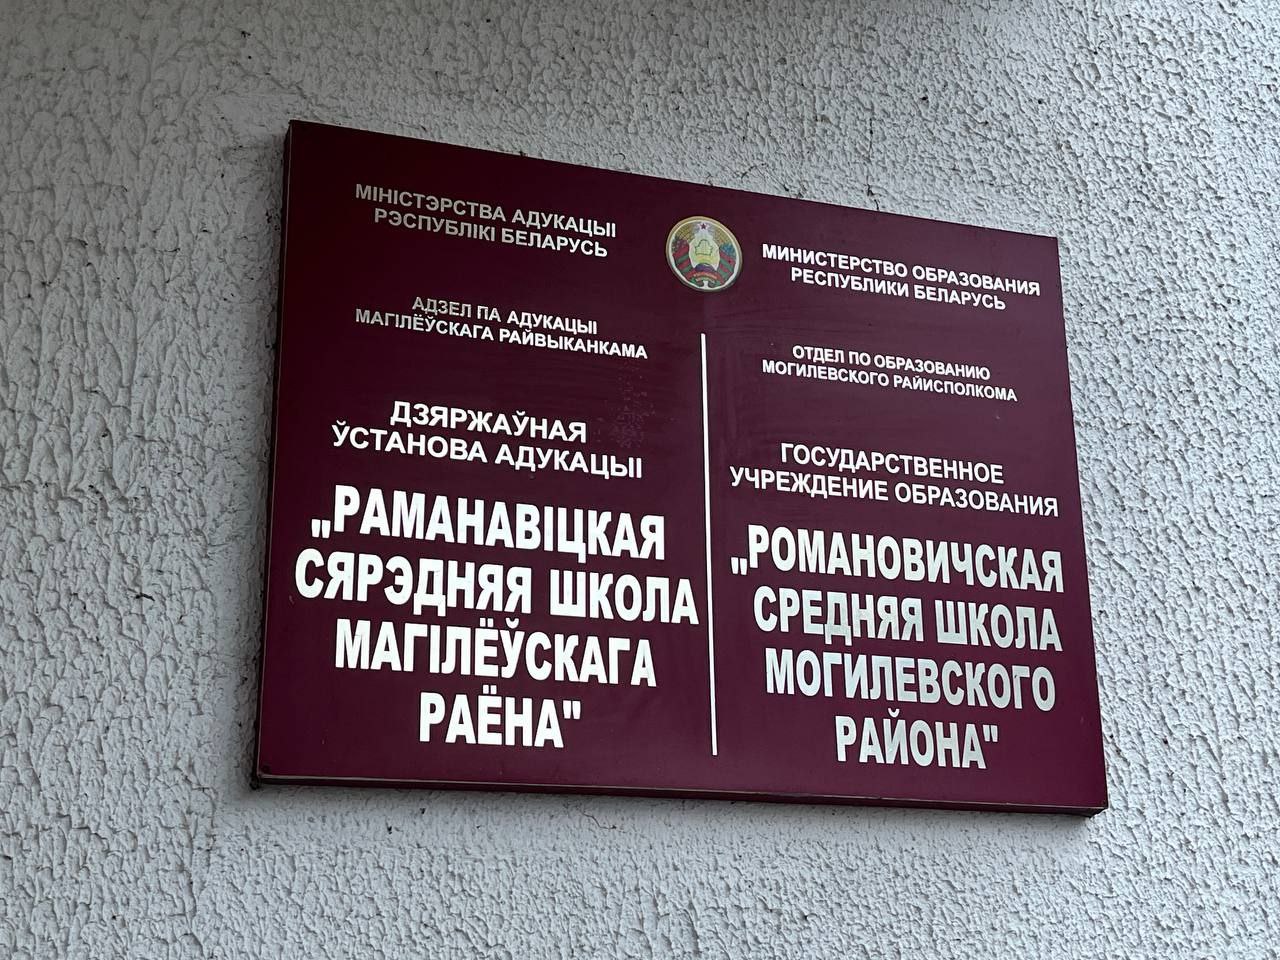 МІНІСТЭРСТВА АДУКАЦЫІ
РЭСПУБЛІКІ БЕЛАРУСЬ
АДЗЕЛ ПА АДУКАЦЫІ
МАГІЛЁЎСКАГА РАЙВЫКАНКАМА
ДЗЯРЖАЎНАЯ
ЎСТАНОВА АДУКАЦЫІ
„РАМАНАВІЦКАЯ
СЯРЭДНЯЯ ШКОЛА
МАГІЛЁЎСКАГА
РАЁНА"
МИНИСТЕРСТВО ОБРАЗОВАНИЯ
РЕСПУБЛИКИ БЕЛАРУСЬ
ОТДЕЛ ПО ОБРАЗОВАНИЮ
МОГИЛЕВСКОГО РАЙИСПОЛКОМА
ГОСУДАРСТВЕННОЕ
УЧРЕЖДЕНИЕ ОБРАЗОВАНИЯ
„РОМАНОВИЧСКАЯ
СРЕДНЯЯ ШКОЛА
МОГИЛЕВСКОГО
РАЙОНА"